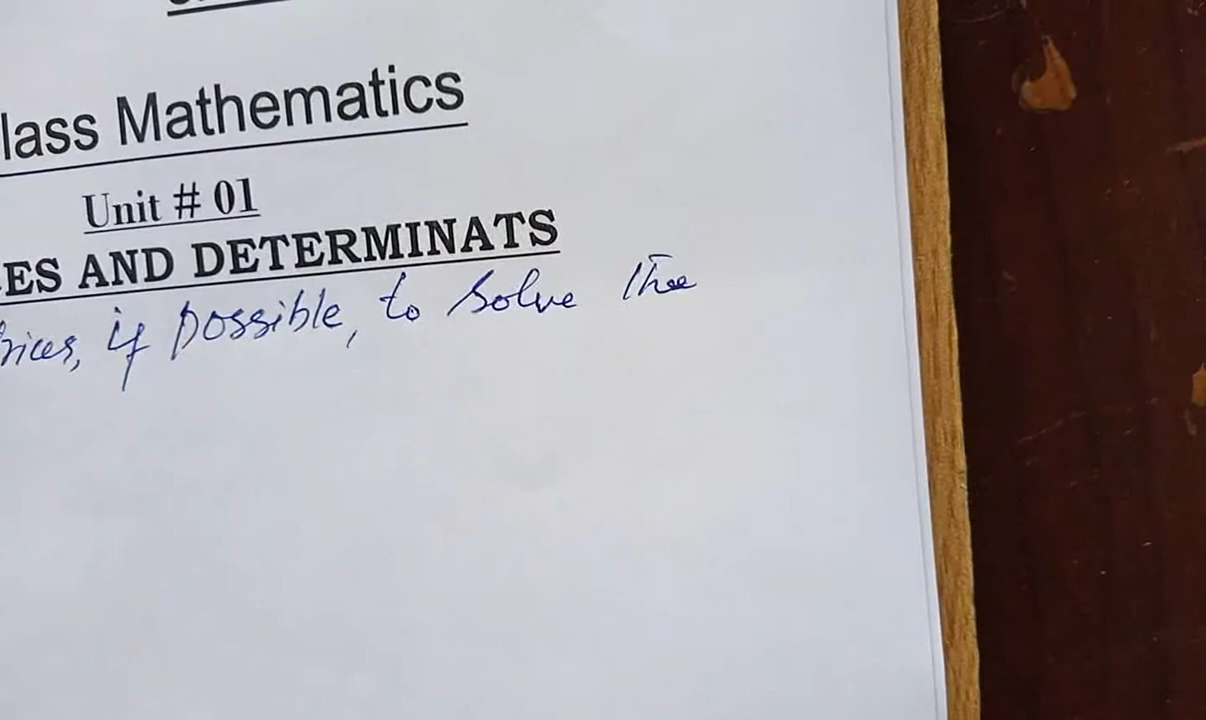 lass Mathematics
Unit # 01
ES AND DETERMINATS
rices, if possible, to solve the